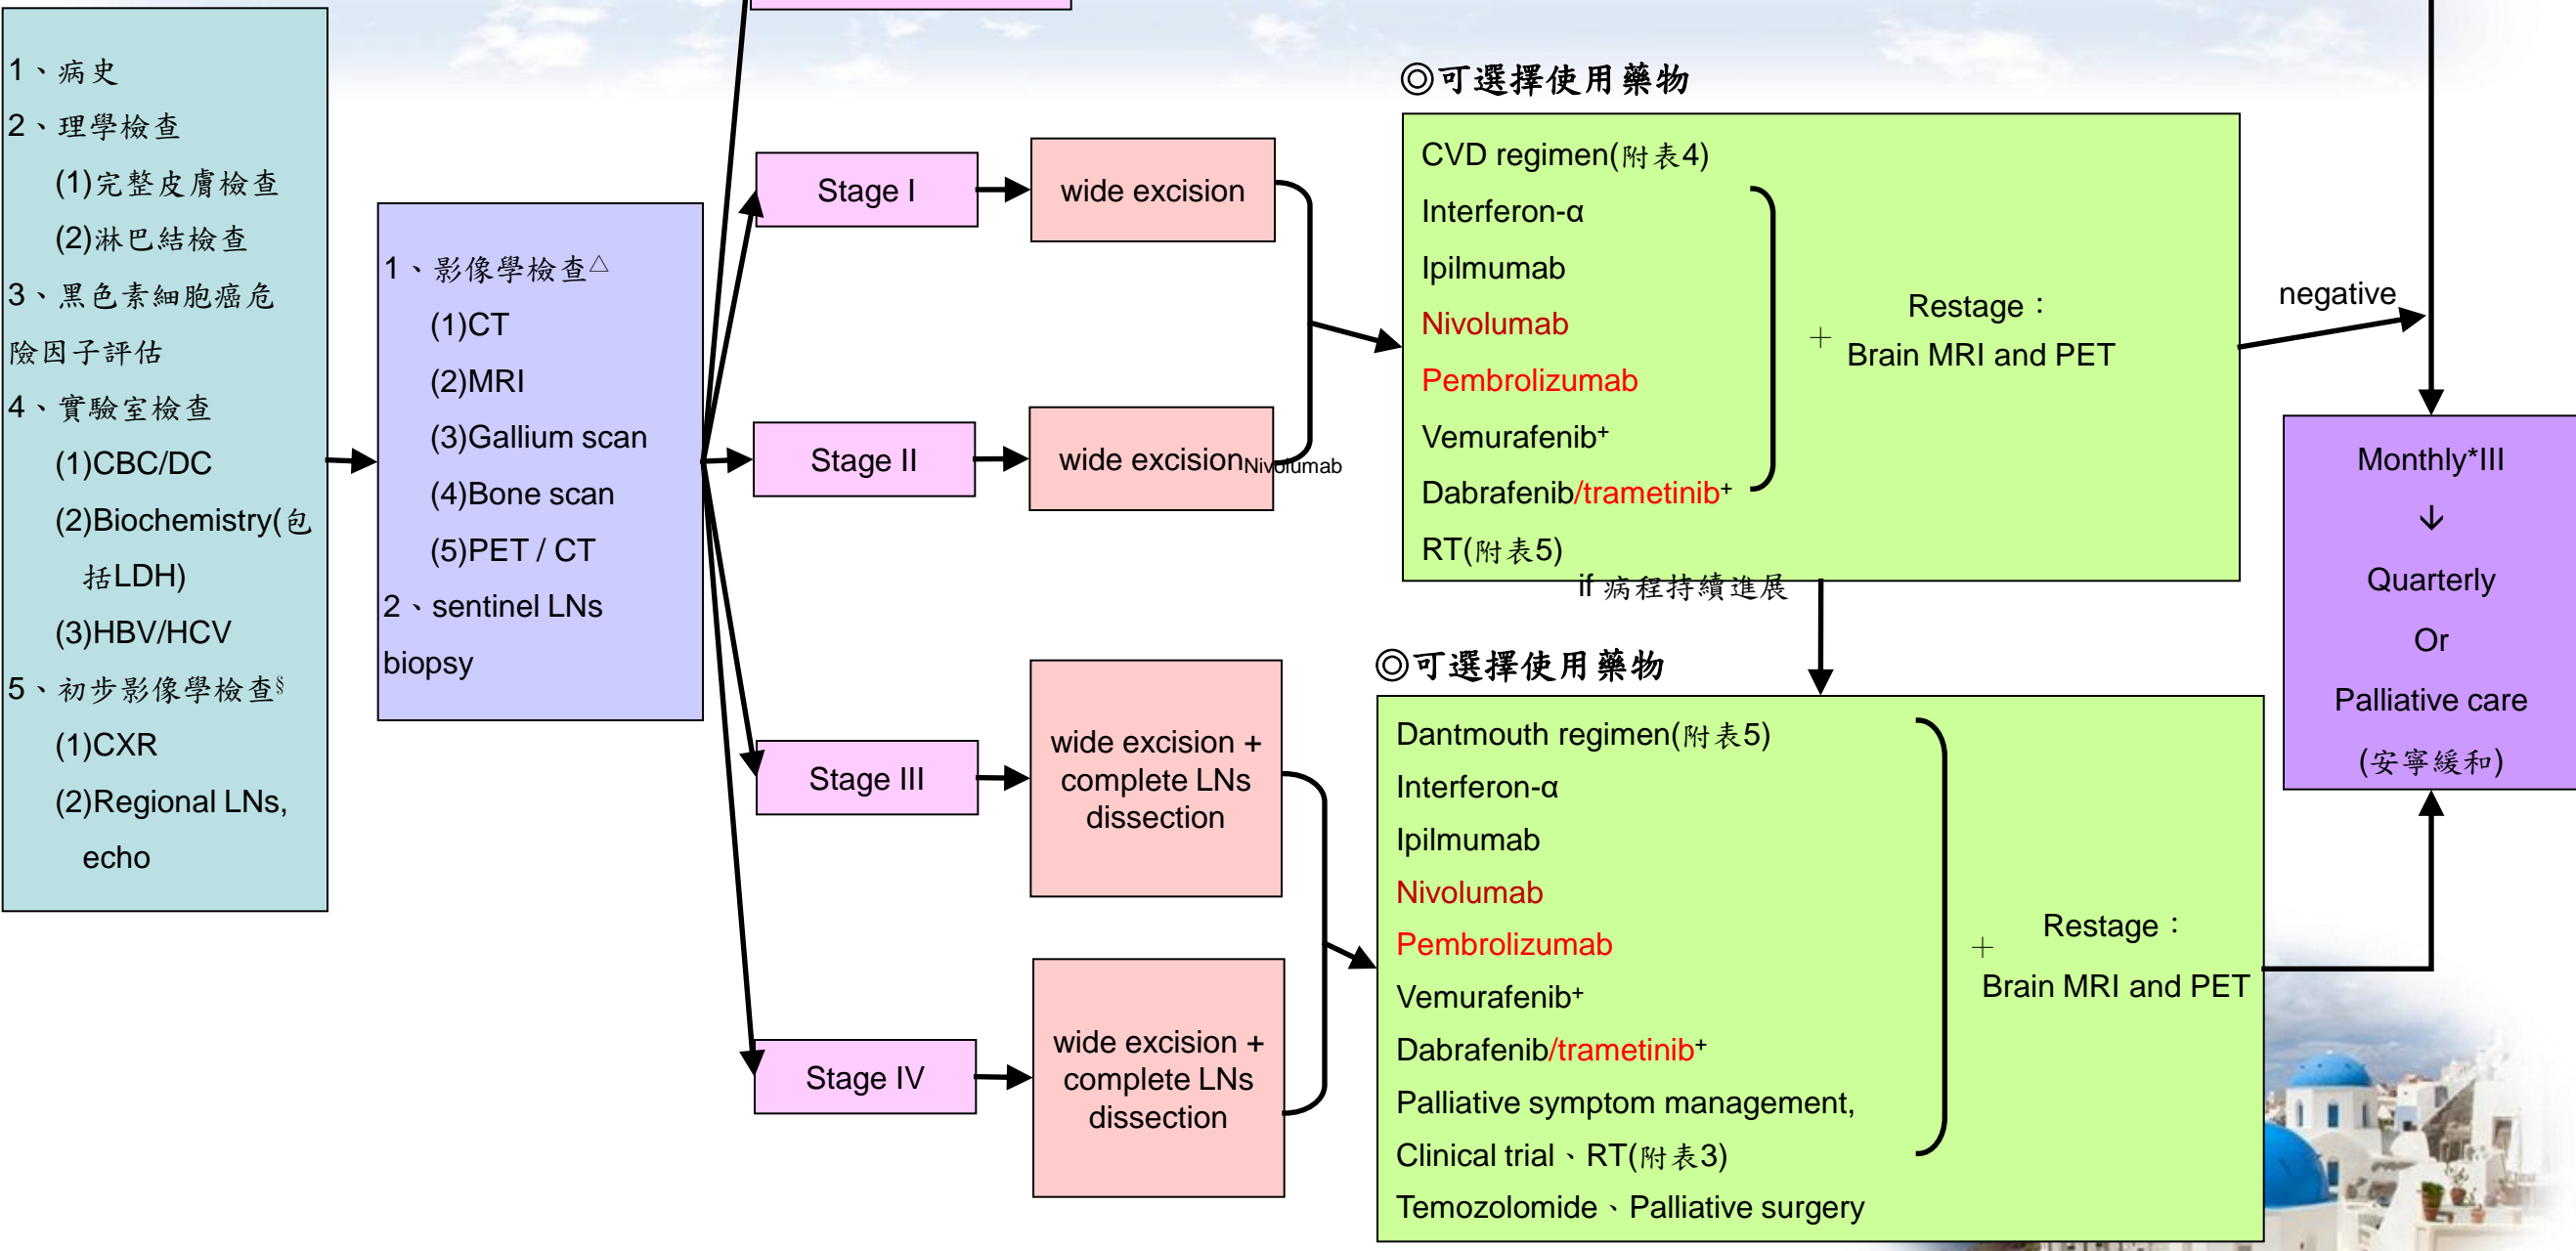 1、病史
2、理學檢查
(1)完整皮膚檢查
(2)淋巴結檢查
3、黑色素細胞癌危
險因子評估
4、實驗室檢查
(1)CBC/DC
(2)Biochemistry(包
括LDH)
(3)HBV/HCV
5、初步影像學檢查§
(1)CXR
(2)Regional LNs,
echo
1、影像學檢查△
(1)CT
(2)MRI
(3)Gallium scan
(4)Bone scan
(5)PET / CT
2、sentinel LNs
biopsy
Stage I
wide excision
Stage II
wide excision
Nivolumab
Stage III
wide excision +
complete LNs
dissection
Stage IV
wide excision +
complete LNs
dissection
◎可選擇使用藥物
CVD regimen(附表4)
Interferon-α
Ipilmumab
Nivolumab
Pembrolizumab
Vemurafenib+
Dabrafenib/trametinib+
RT(附表5)
+
Restage：
Brain MRI and PET
negative
if 病程持續進展
◎可選擇使用藥物
Dantmouth regimen(附表5)
Interferon-α
Ipilmumab
Nivolumab
Pembrolizumab
Vemurafenib+
Dabrafenib/trametinib+
Palliative symptom management,
Clinical trial、RT(附表3)
Temozolomide、Palliative surgery
+
Restage：
Brain MRI and PET
Monthly*III
↓
Quarterly
Or
Palliative care
(安寧緩和)